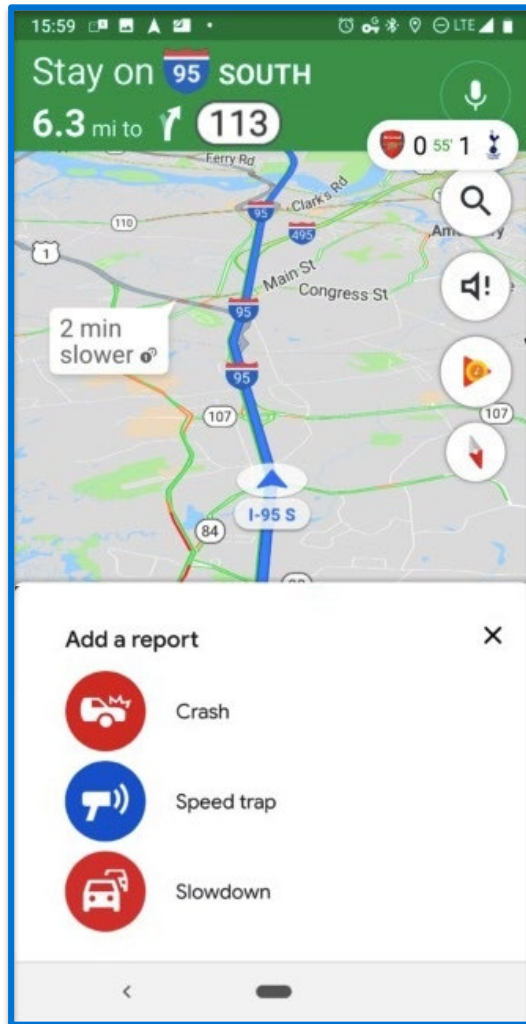 15:59
LTE
Stay on 95 SOUTH
6.3 mi to 113
0 55' 1
Ferry Rd
Clark's Rd
95
110
495
1
Main St
Congress St
95
2 min
slower
95
107
107
I-95 S
84
Add a report
Crash
Speed trap
Slowdown